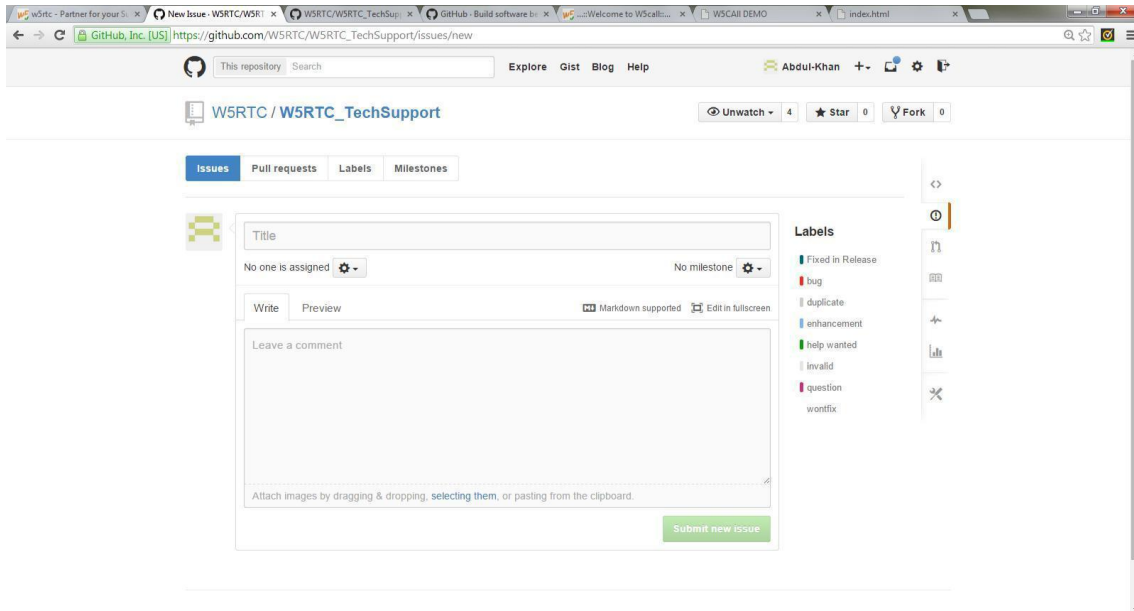 w5rtc - Partner for your Su
New Issue · W5RTC/W5RT
W5RTC/W5RTC_TechSupp
GitHub · Build software be
...::Welcome to W5call::...
W5CAll DEMO
index.html
GitHub, Inc. [US] https://github.com/W5RTC/W5RTC_TechSupport/issues/new
This repository Search Explore Gist Blog Help Abdul-Khan
W5RTC / W5RTC_TechSupport Unwatch 4 Star 0 Fork 0
Issues Pull requests Labels Milestones
Title
No one is assigned No milestone
Write Preview Markdown supported Edit in fullscreen
Leave a comment
Attach images by dragging & dropping, selecting them, or pasting from the clipboard.
Submit new issue
Labels
Fixed in Release
bug
duplicate
enhancement
help wanted
invalid
question
wontfix